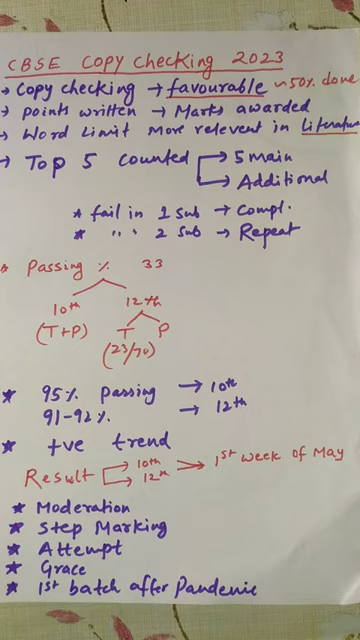 CBSE Copy Checking 2023
→ Copy checking → favourable ~50% done
→ points written → Marks awarded
→ Word Limit More relevent in Literature
→ Top 5 counted → 5 main
→ Additional
* fail in 1 sub → Compl.
* " " 2 sub → Repeat
* Passing % 33
10th 12th
(T+P) T P
(23/70)
* 95% passing → 10th
91-92% → 12th
* +ve trend
Result → 10th → 12th ⇒ 1st week of May
* Moderation
* Step Marking
* Attempt
* Grace
* 1st batch after Pandemic